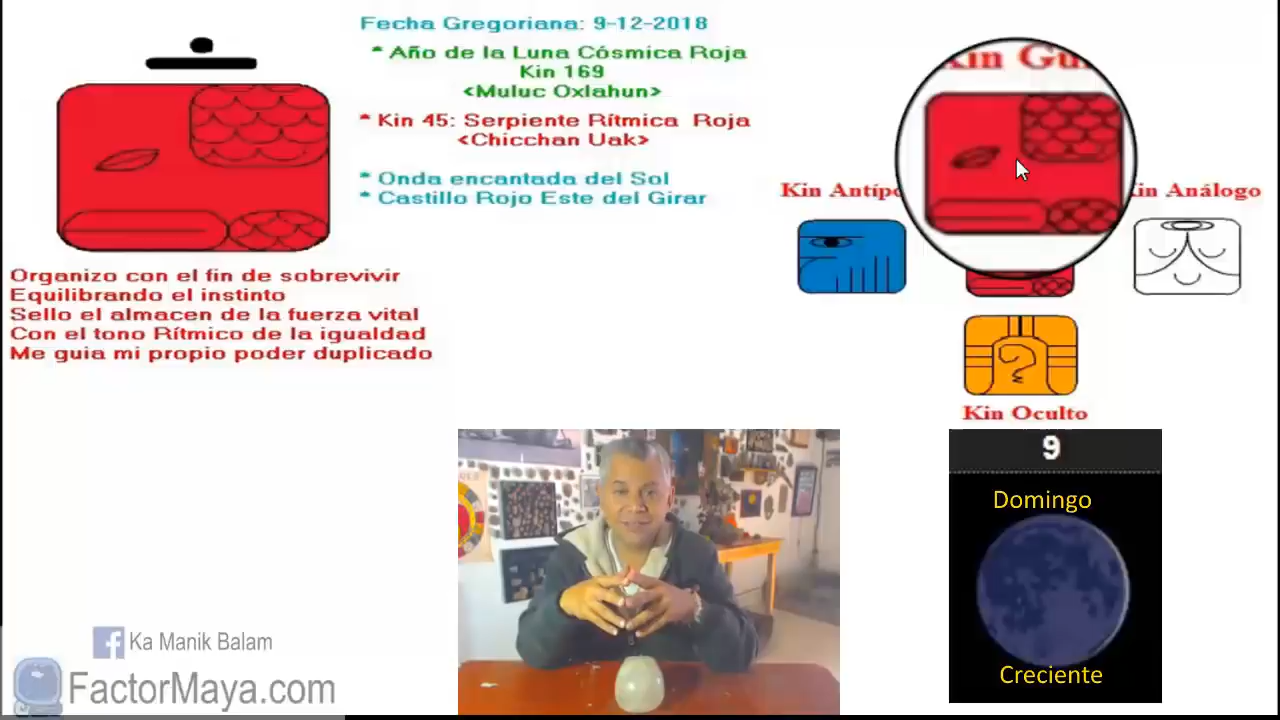 Fecha Gregoriana: 9-12-2018
* Año de la Luna Cósmica Roja
Kin 169
<Muluc Oxlahun>
* Kin 45: Serpiente Rítmica Roja
<Chicchan Uak>
* Onda encantada del Sol
* Castillo Rojo Este del Girar
Organizo con el fin de sobrevivir
Equilibrando el instinto
Sello el almacen de la fuerza vital
Con el tono Rítmico de la igualdad
Me guia mi propio poder duplicado
Kin Gu
Kin Antípo
in Análogo
Kin Oculto
9
Domingo
Creciente
Ka Manik Balam
FactorMaya.com